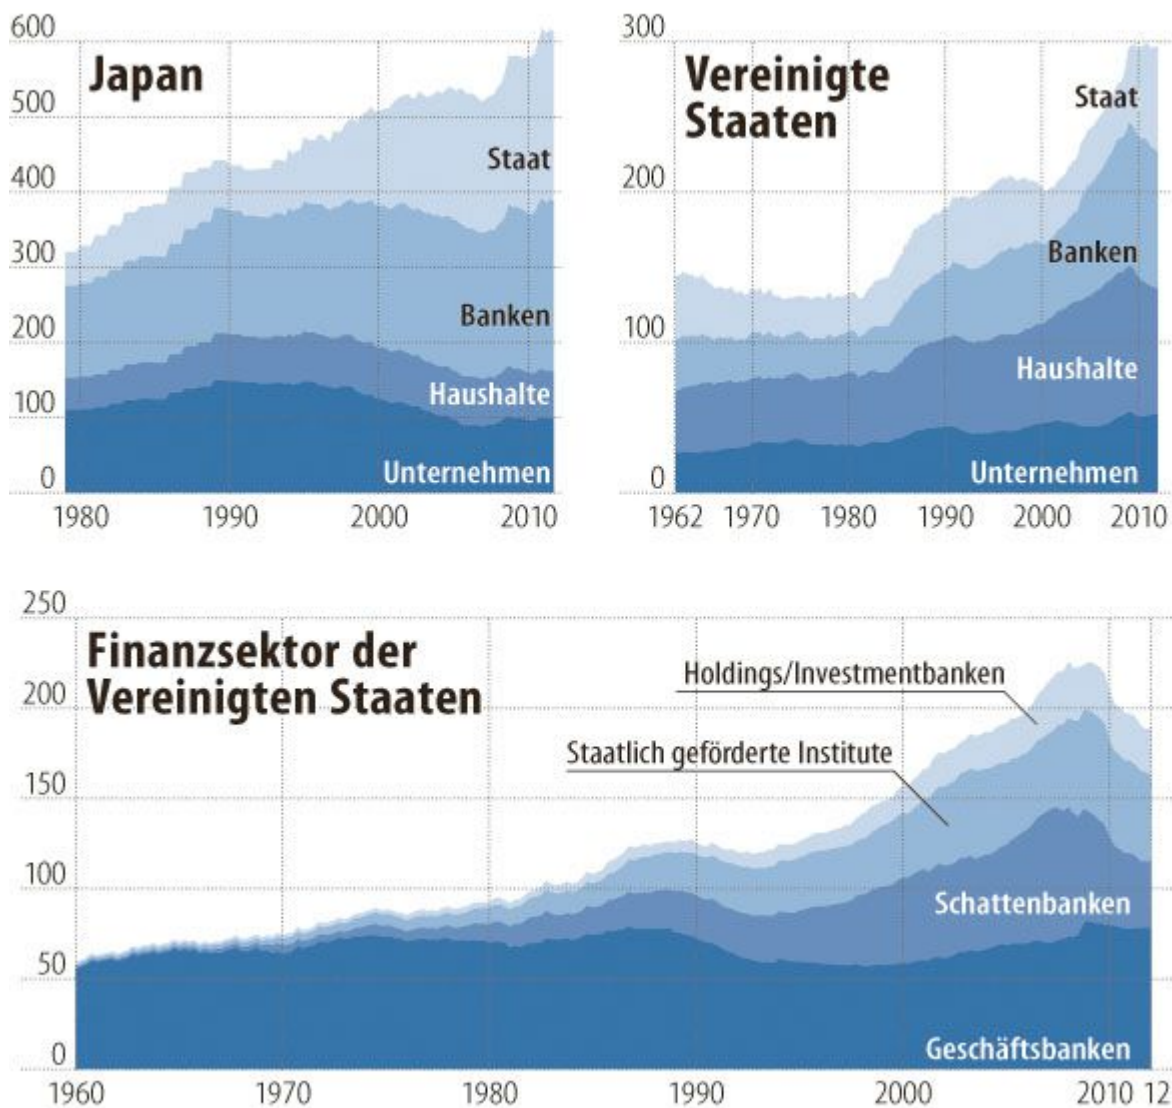 Japan
600
500
400
300
200
100
0
Staat
Banken
Haushalte
Unternehmen
1980 1990 2000 2010
Vereinigte
Staaten
300
200
100
0
Staat
Banken
Haushalte
Unternehmen
1962 1970 1980 1990 2000 2010
Finanzsektor der
Vereinigten Staaten
250
200
150
100
50
0
Holdings/Investmentbanken
Staatlich geförderte Institute
Schattenbanken
Geschäftsbanken
1960 1970 1980 1990 2000 2010 12